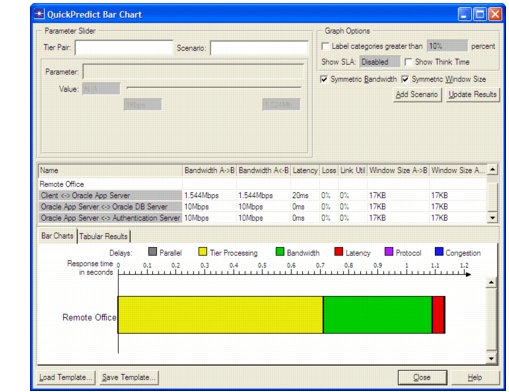 QuickPredict Bar Chart
Parameter Slider
Tier Pair:
Scenario:
Parameter:
Value: N/A
Graph Options
Label categories greater than 10% percent
Show SLA: Disabled Show Think Time
Symmetric Bandwidth Symmetric Window Size
Add Scenario Update Results
Name Bandwidth A->B Bandwidth A<-B Latency Loss Link Util Window Size A->B Window Size A...
Remote Office
Client <-> Oracle App Server 1.544Mbps 1.544Mbps 20ms 0% 0% 17KB 17KB
Oracle App Server <-> Oracle DB Server 10Mbps 10Mbps 0ms 0% 0% 17KB 17KB
Oracle App Server <-> Authentication Server 10Mbps 10Mbps 0ms 0% 0% 17KB 17KB
Bar Charts Tabular Results
Delays: Parallel Tier Processing Bandwidth Latency Protocol Congestion
Response time in seconds
0 0.1 0.2 0.3 0.4 0.5 0.6 0.7 0.8 0.9 1 1.1 1.2
Remote Office
Load Template... Save Template... Close Help